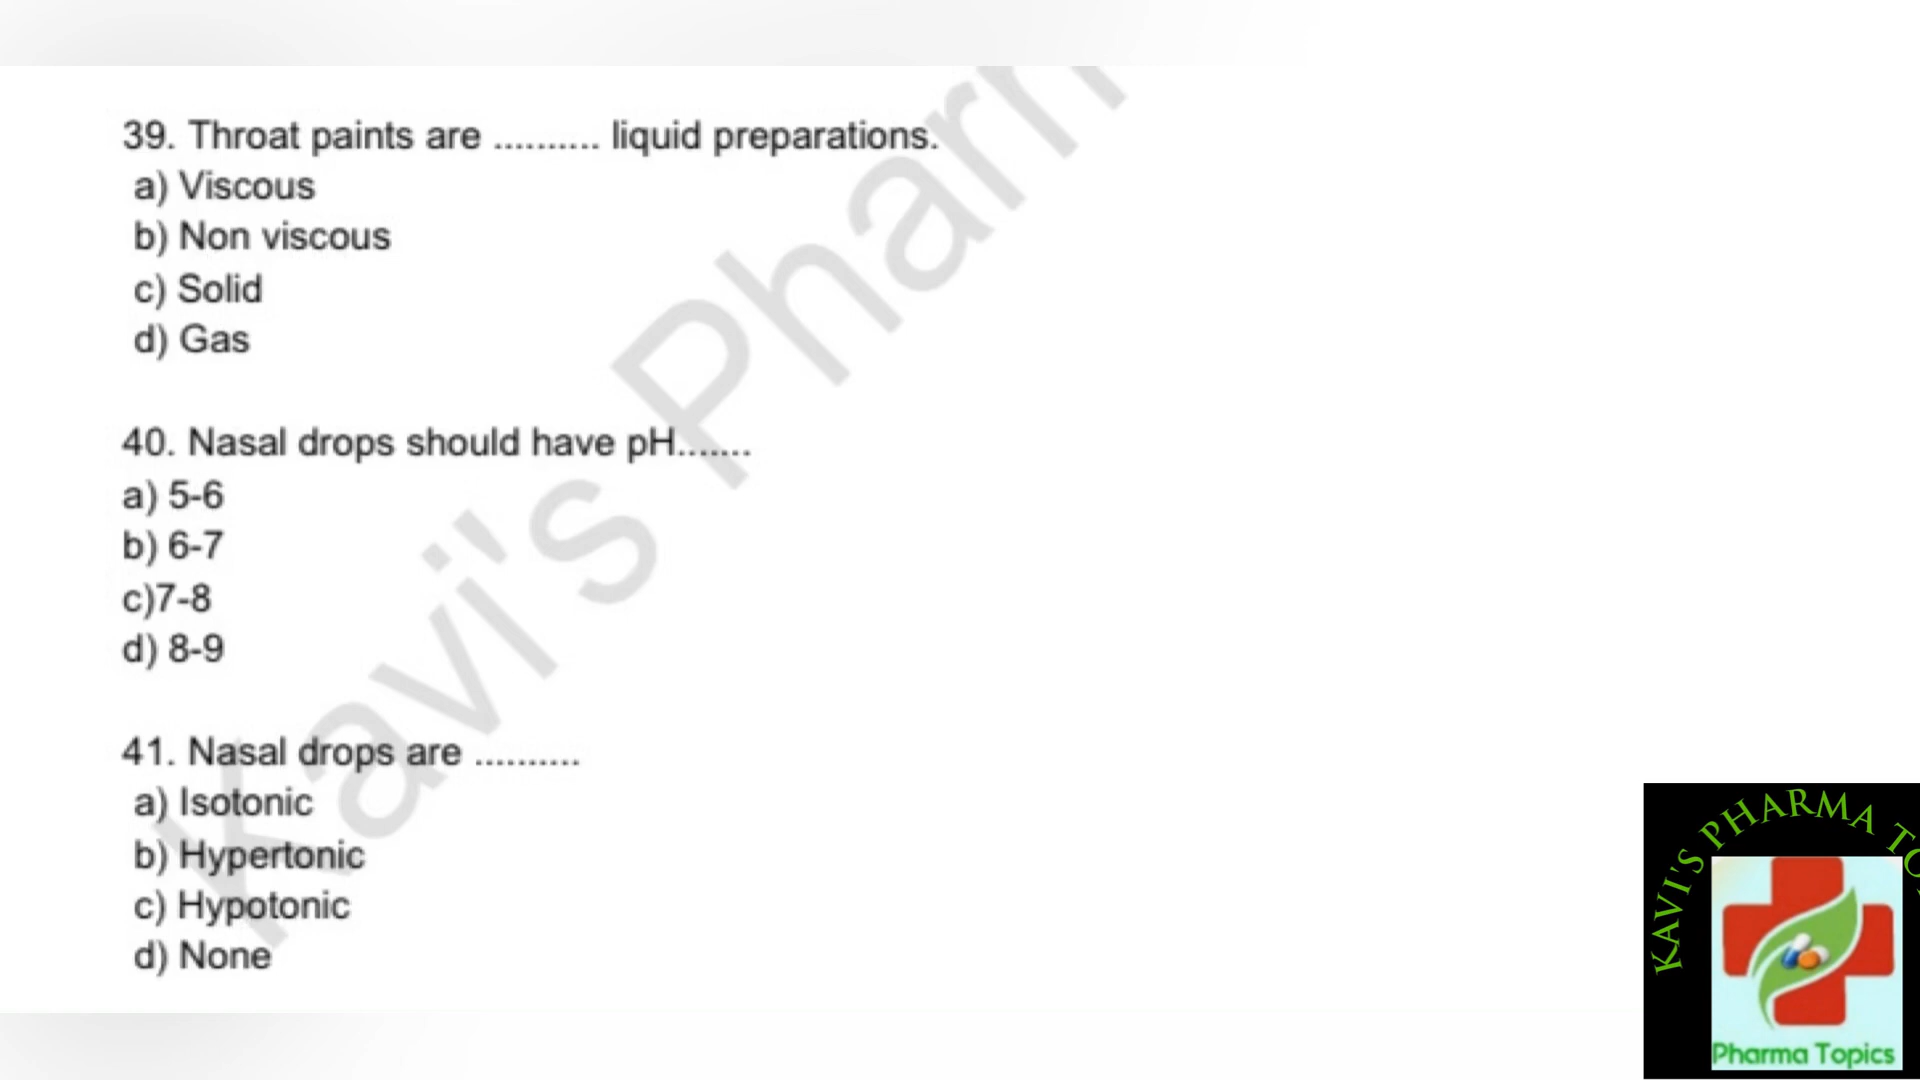 39. Throat paints are .......... liquid preparations.
a) Viscous
b) Non viscous
c) Solid
d) Gas
40. Nasal drops should have pH.......
a) 5-6
b) 6-7
c)7-8
d) 8-9
41. Nasal drops are ..........
a) Isotonic
b) Hypertonic
c) Hypotonic
d) None
Kavi's Pharm
KAVI'S PHARMA TO
Pharma Topics